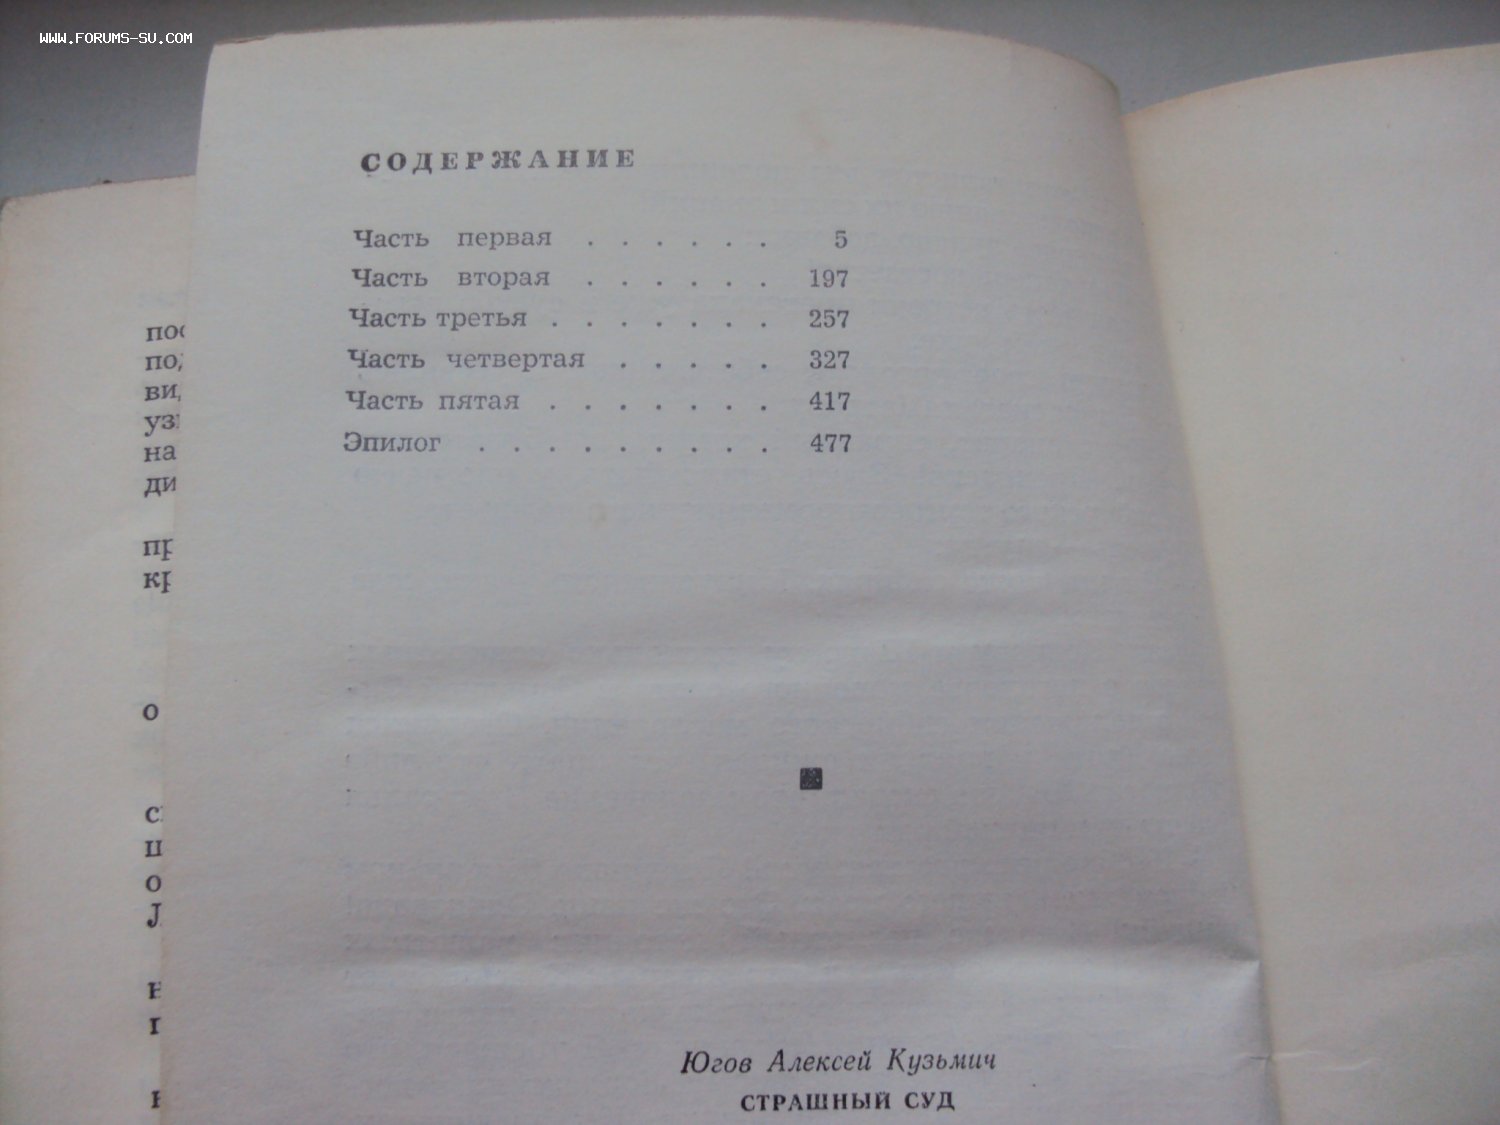 WWW.FORUMS-SU.COM
СОДЕРЖАНИЕ
Часть первая . . . . . . 5
Часть вторая . . . . . . 197
Часть третья . . . . . . . 257
Часть четвертая . . . . . 327
Часть пятая . . . . . . . 417
Эпилог . . . . . . . . . 477
Югов Алексей Кузьмич
СТРАШНЫЙ СУД